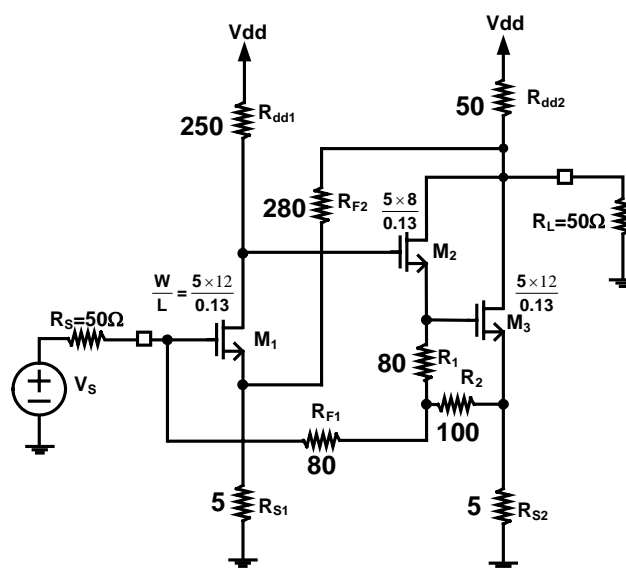 Vdd
Vdd
250
Rdd1
50
Rdd2
280
RF2
5 × 8
0.13
M2
RL=50Ω
W/L = 5 × 12
0.13
5 × 12
0.13
RS=50Ω
M1
M3
VS
80
R1
R2
100
RF1
80
5
RS1
5
RS2